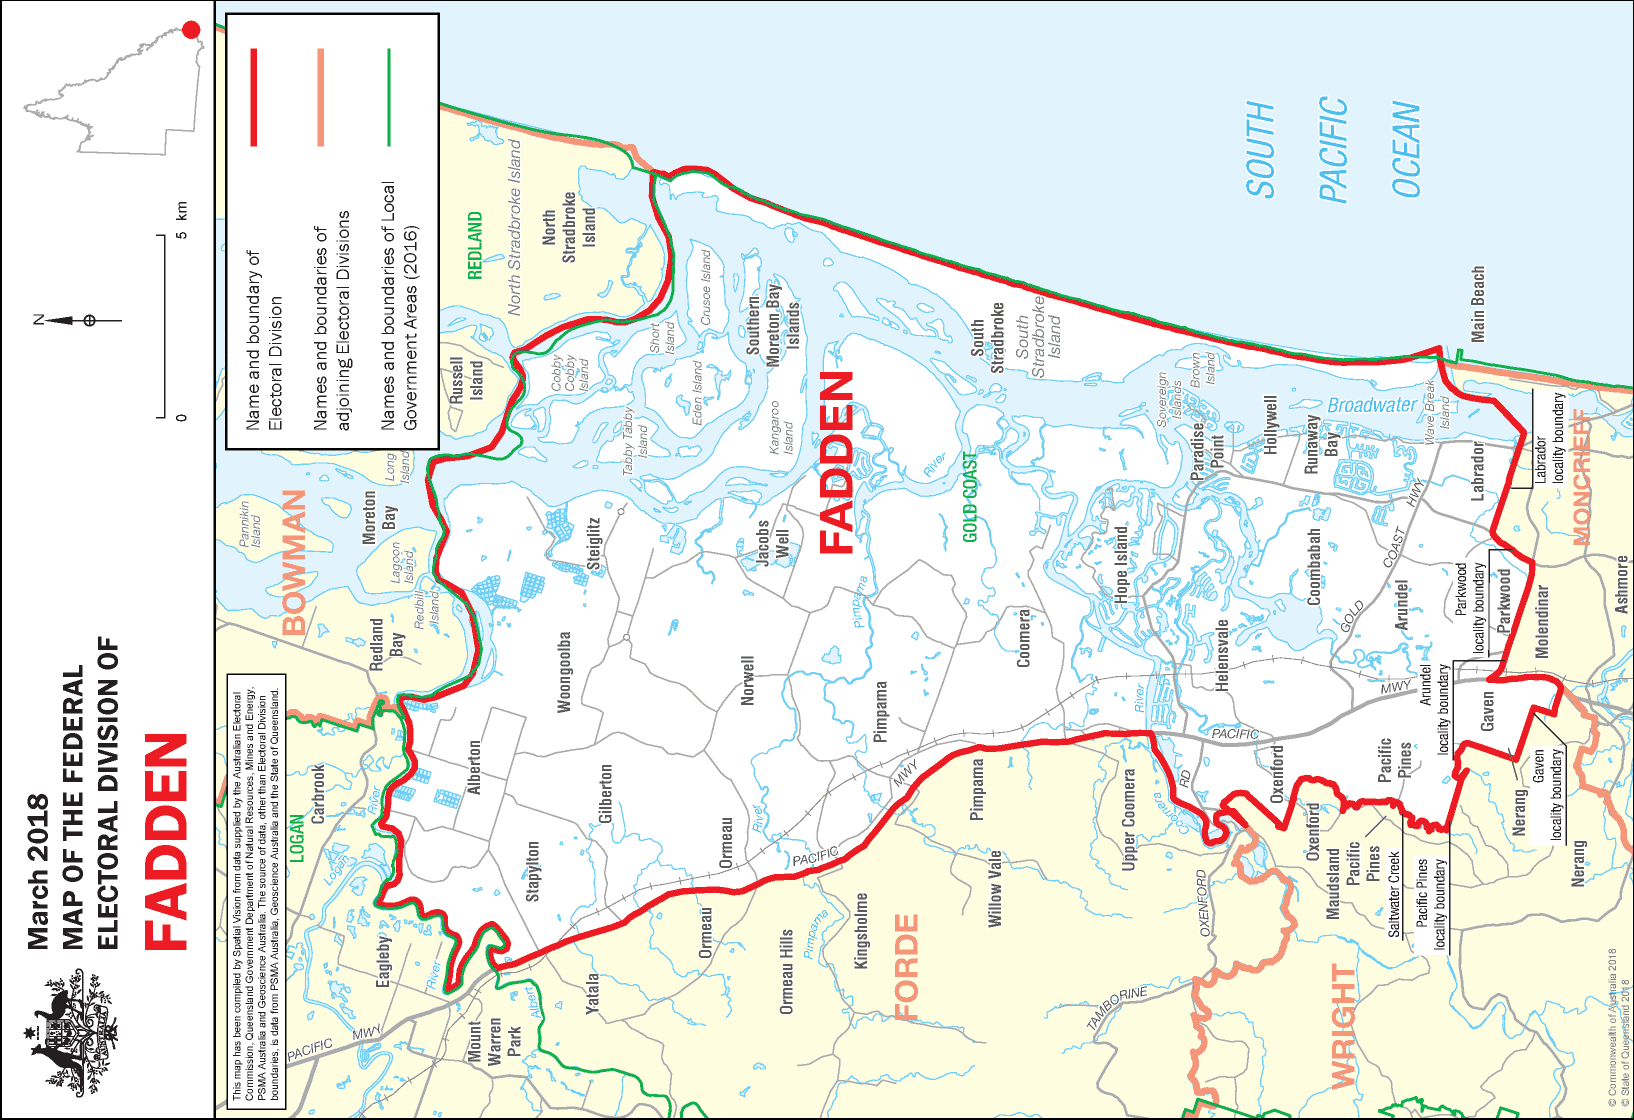 March 2018
MAP OF THE FEDERAL
ELECTORAL DIVISION OF
FADDEN
N
0
5 km
Name and boundary of
Electoral Division
Names and boundaries of
adjoining Electoral Divisions
Names and boundaries of Local
Government Areas (2016)
This map has been compiled by Spatial Vision from data supplied by the Australian Electoral
Commission, Queensland Government Department of Natural Resources, Mines and Energy,
PSMA Australia and Geoscience Australia. The source of data, other than Electoral Division
boundaries, is data from PSMA Australia, Geoscience Australia and the State of Queensland.
BOWMAN
Pannikin
Island
Moreton
Bay
Long
Island
Lagoon
Island
Redbill
Island
Redland
Bay
REDLAND
North Stradbroke Island
North
Stradbroke
Island
Russell
Island
LOGAN
Carbrook
River
Logan
Eagleby
River
PACIFIC
MWY
Mount
Warren
Park
Albert
Cobby
Cobby
Island
Short
Island
Crusoe Island
Tabby Tabby
Island
Eden Island
Southern
Moreton Bay
Islands
Kangaroo
Island
Alberton
Woongoolba
Steiglitz
Stapylton
Gilberton
Norwell
Jacobs
Well
FADDEN
Ormeau
River
PACIFIC
MWY
Pimpama
Pimpama
River
GOLD COAST
South
Stradbroke
South
Stradbroke
Island
Coomera
Yatala
Ormeau
Ormeau Hills
Pimpama
Kingsholme
FORDE
Willow Vale
Pimpama
Upper Coomera
TAMBORINE
OXENFORD
RD
Coomera
River
Hope Island
Sovereign
Islands
Brown
Island
Paradise
Point
Hollywell
Runaway
Bay
Broadwater
Wave Break
Island
Coombabah
Helensvale
PACIFIC
MWY
GOLD
COAST
HWY
Arundel
Labrador
Parkwood
Oxenford
Oxenford
Pacific
Pines
Maudsland
Pacific
Pines
Saltwater Creek
Pacific Pines
locality boundary
Gaven
Arundel
locality boundary
Parkwood
locality boundary
Labrador
locality boundary
Gaven
locality boundary
Nerang
Nerang
Molendinar
Ashmore
MONCRIEFF
Main Beach
SOUTH
PACIFIC
OCEAN
WRIGHT
© Commonwealth of Australia 2018
© State of Queensland 2018